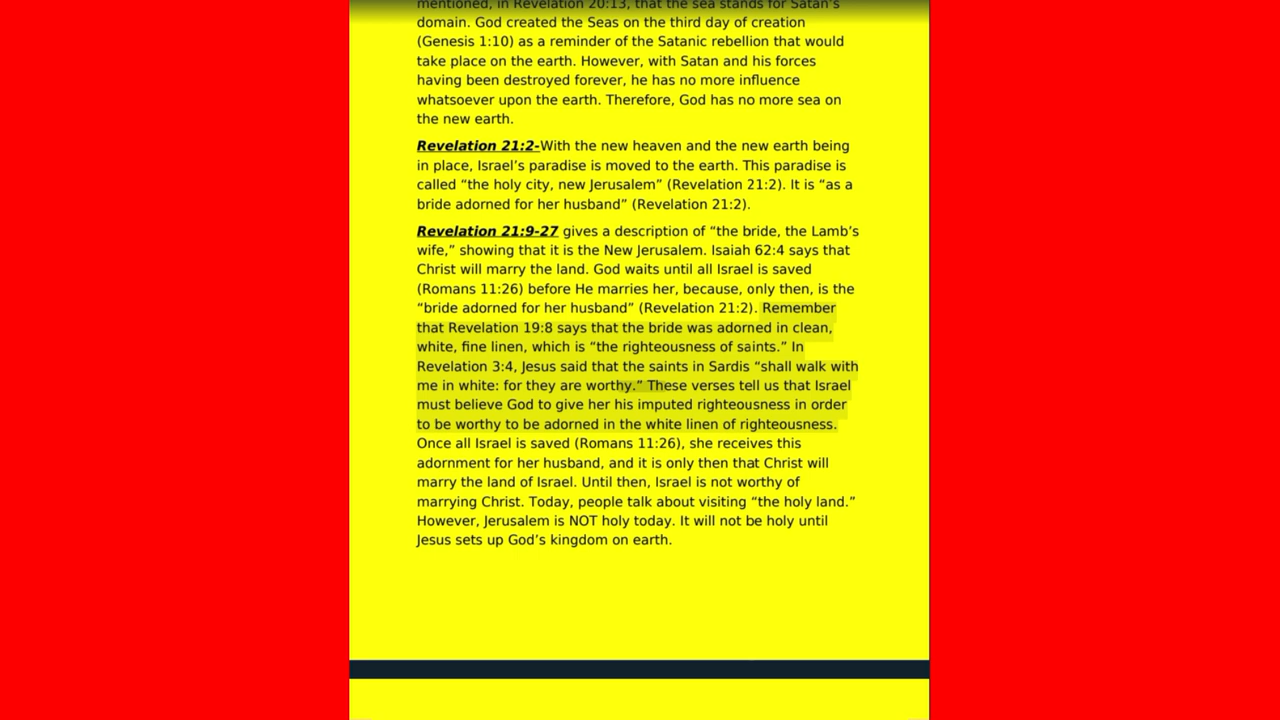 mentioned, in Revelation 20:13, that the sea stands for Satan's
domain. God created the Seas on the third day of creation
(Genesis 1:10) as a reminder of the Satanic rebellion that would
take place on the earth. However, with Satan and his forces
having been destroyed forever, he has no more influence
whatsoever upon the earth. Therefore, God has no more sea on
the new earth.
Revelation 21:2-With the new heaven and the new earth being
in place, Israel’s paradise is moved to the earth. This paradise is
called “the holy city, new Jerusalem” (Revelation 21:2). It is “as a
bride adorned for her husband” (Revelation 21:2).
Revelation 21:9-27 gives a description of “the bride, the Lamb’s
wife,” showing that it is the New Jerusalem. Isaiah 62:4 says that
Christ will marry the land. God waits until all Israel is saved
(Romans 11:26) before He marries her, because, only then, is the
“bride adorned for her husband” (Revelation 21:2). Remember
that Revelation 19:8 says that the bride was adorned in clean,
white, fine linen, which is “the righteousness of saints.” In
Revelation 3:4, Jesus said that the saints in Sardis “shall walk with
me in white: for they are worthy.” These verses tell us that Israel
must believe God to give her his imputed righteousness in order
to be worthy to be adorned in the white linen of righteousness.
Once all Israel is saved (Romans 11:26), she receives this
adornment for her husband, and it is only then that Christ will
marry the land of Israel. Until then, Israel is not worthy of
marrying Christ. Today, people talk about visiting “the holy land.”
However, Jerusalem is NOT holy today. It will not be holy until
Jesus sets up God’s kingdom on earth.